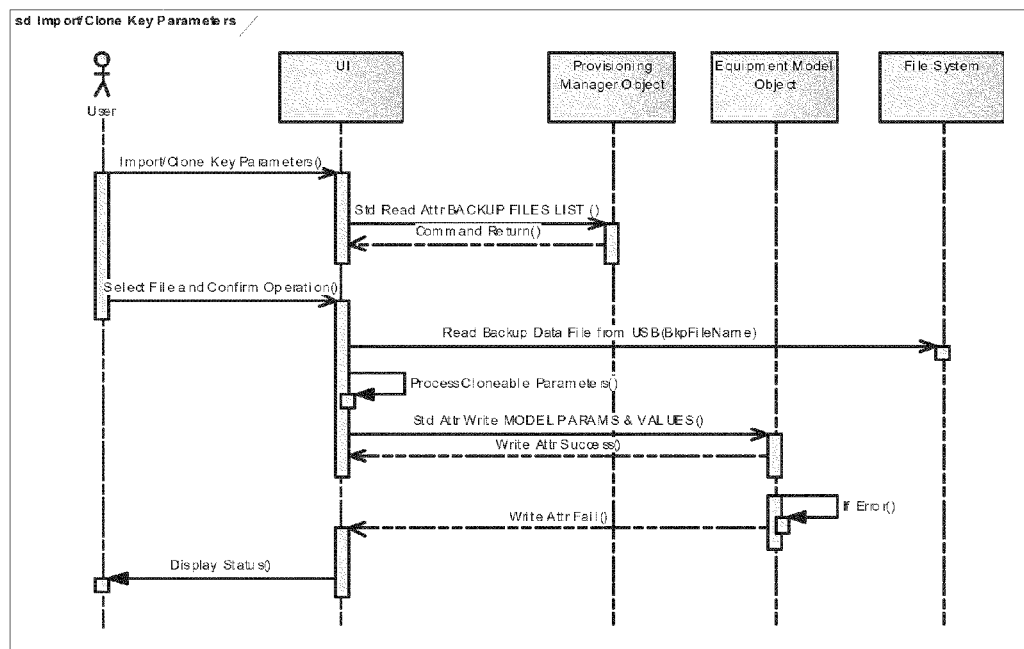 sd Import/Clone Key Parameters
User
UI
Provisioning
Manager Object
Equipment Model
Object
File System
Import/Clone Key Parameters()
Std Read Attr BACKUP FILES LIST ()
Command Return()
Select File and Confirm Operation()
Read Backup Data File from USB(BkpFileName)
Process Cloneable Parameters()
Std Attr Write MODEL PARAMS & VALUES()
Write Attr Success()
If Error()
Write Attr Fail()
Display Status()